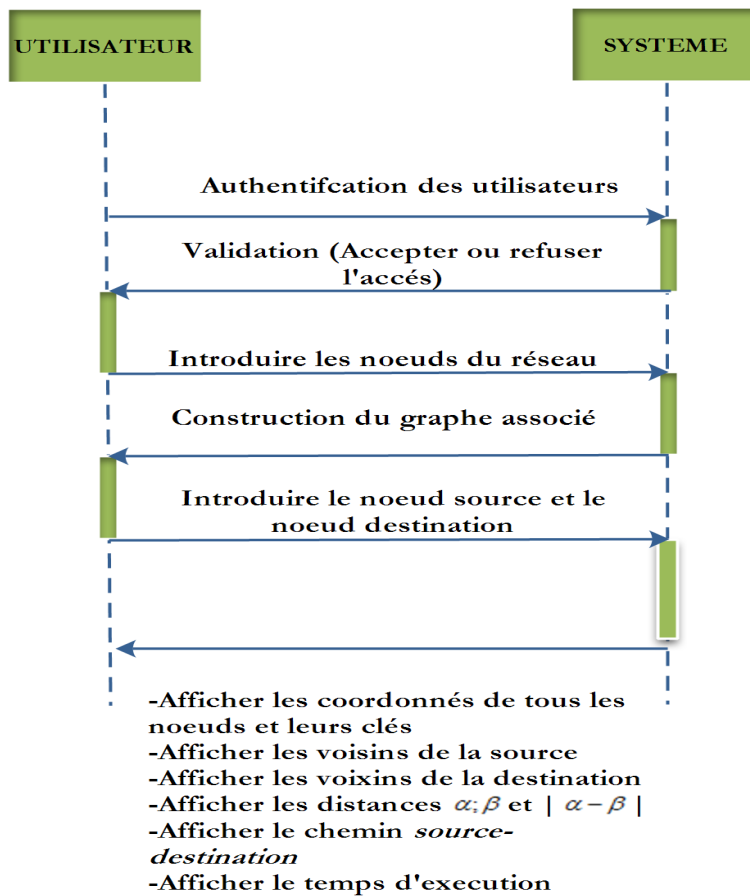 UTILISATEUR
SYSTEME
Authentifcation des utilisateurs
Validation (Accepter ou refuser
l'accés)
Introduire les noeuds du réseau
Construction du graphe associé
Introduire le noeud source et le
noeud destination
-Afficher les coordonnés de tous les
noeuds et leurs clés
-Afficher les voisins de la source
-Afficher les voixins de la destination
-Afficher les distances α; β et | α − β |
-Afficher le chemin source-
destination
-Afficher le temps d'execution